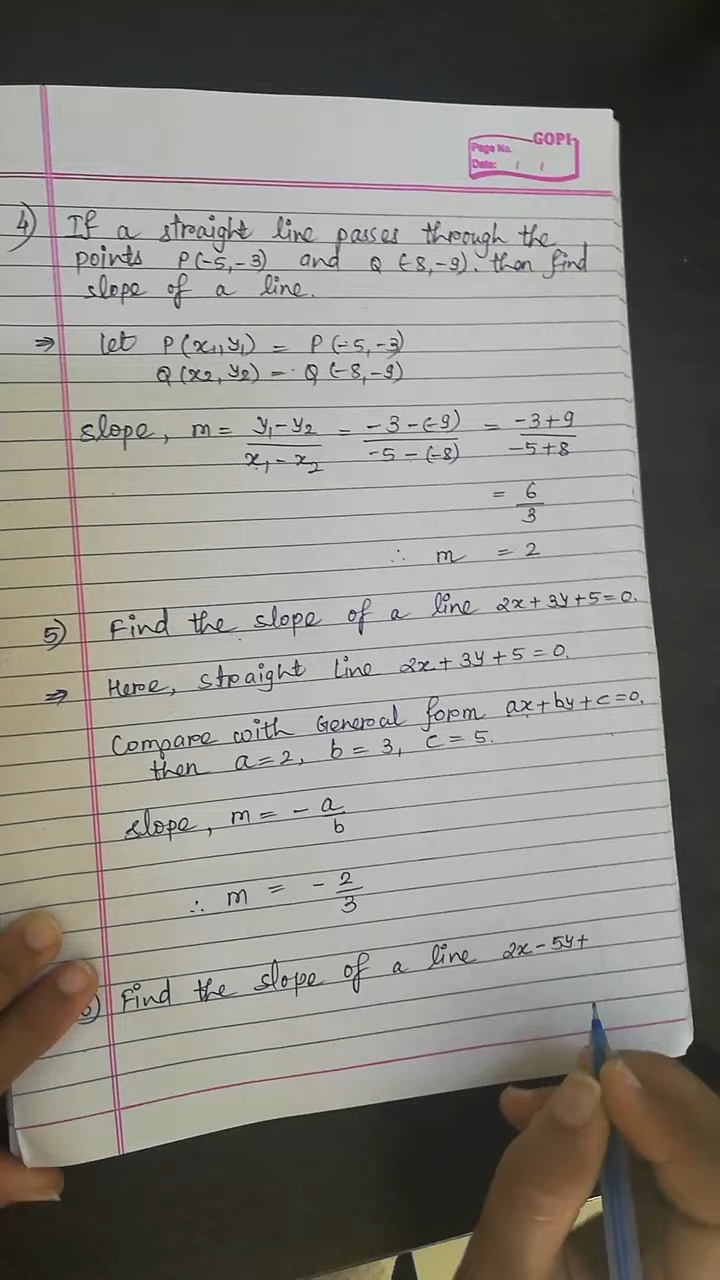 GOPI
Page No.
Date: / /
4) If a straight line passes through the
points P(-5,-3) and Q(-8,-9). then find
slope of a line.
⇒ Let P(x₁,y₁) = P(-5,-3)
Q(x₂,y₂) = Q(-8,-9)
slope, m = y₁-y₂/x₁-x₂ = -3-(-9)/-5-(-8) = -3+9/-5+8
= 6/3
∴ m = 2
5) Find the slope of a line 2x+3y+5=0.
⇒ Here, straight line 2x+3y+5=0.
Compare with General form ax+by+c=0.
then a=2, b=3, c=5.
slope, m = -a/b
∴ m = -2/3
Find the slope of a line 2x-5y+